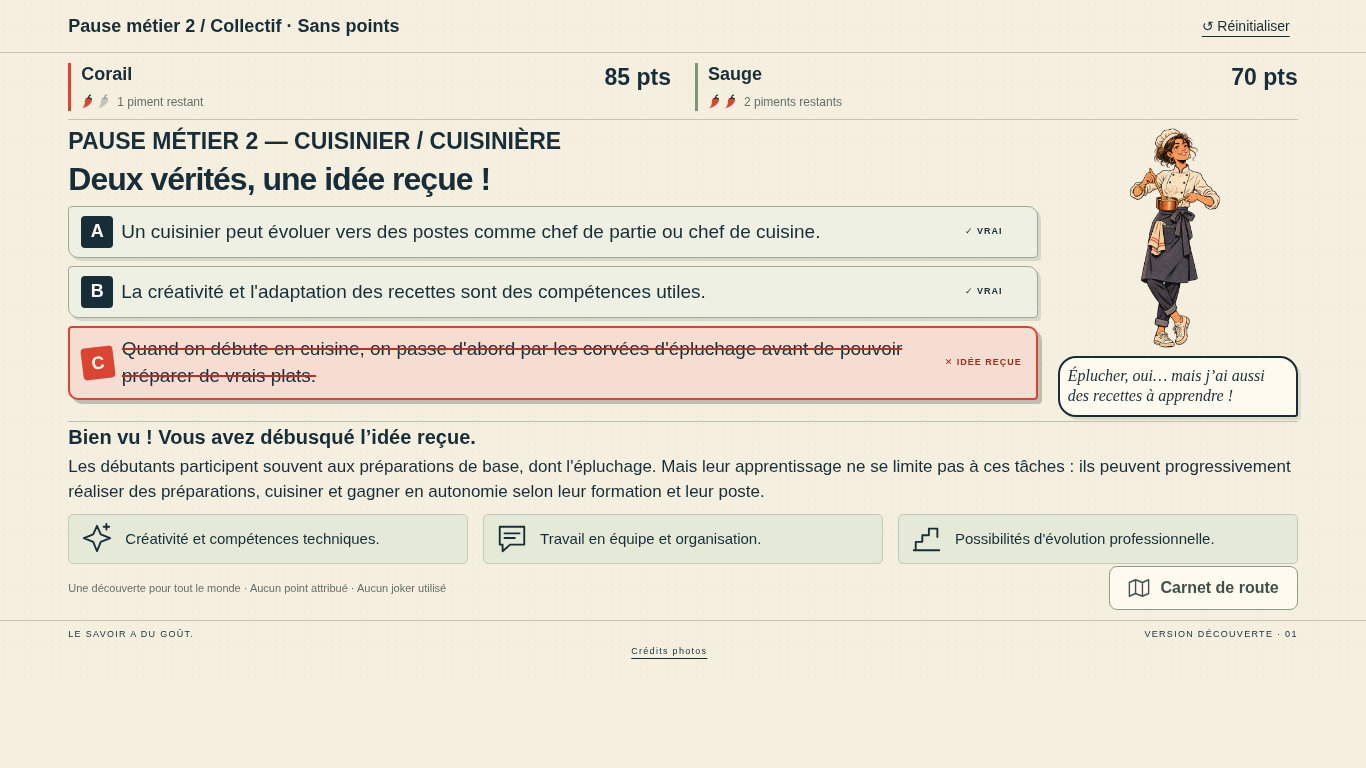 Pause métier 2 / Collectif · Sans points
↺ Réinitialiser
Corail
85 pts
1 piment restant
Sauge
70 pts
2 piments restants
PAUSE MÉTIER 2 — CUISINIER / CUISINIÈRE
Deux vérités, une idée reçue !
A
Un cuisinier peut évoluer vers des postes comme chef de partie ou chef de cuisine.
✓ VRAI
B
La créativité et l'adaptation des recettes sont des compétences utiles.
✓ VRAI
C
Quand on débute en cuisine, on passe d'abord par les corvées d'épluchage avant de pouvoir
préparer de vrais plats.
✕ IDÉE REÇUE
Éplucher, oui… mais j’ai aussi
des recettes à apprendre !
Bien vu ! Vous avez débusqué l’idée reçue.
Les débutants participent souvent aux préparations de base, dont l'épluchage. Mais leur apprentissage ne se limite pas à ces tâches : ils peuvent progressivement
réaliser des préparations, cuisiner et gagner en autonomie selon leur formation et leur poste.
Créativité et compétences techniques.
Travail en équipe et organisation.
Possibilités d'évolution professionnelle.
Une découverte pour tout le monde · Aucun point attribué · Aucun joker utilisé
Carnet de route
LE SAVOIR A DU GOÛT.
VERSION DÉCOUVERTE · 01
Crédits photos